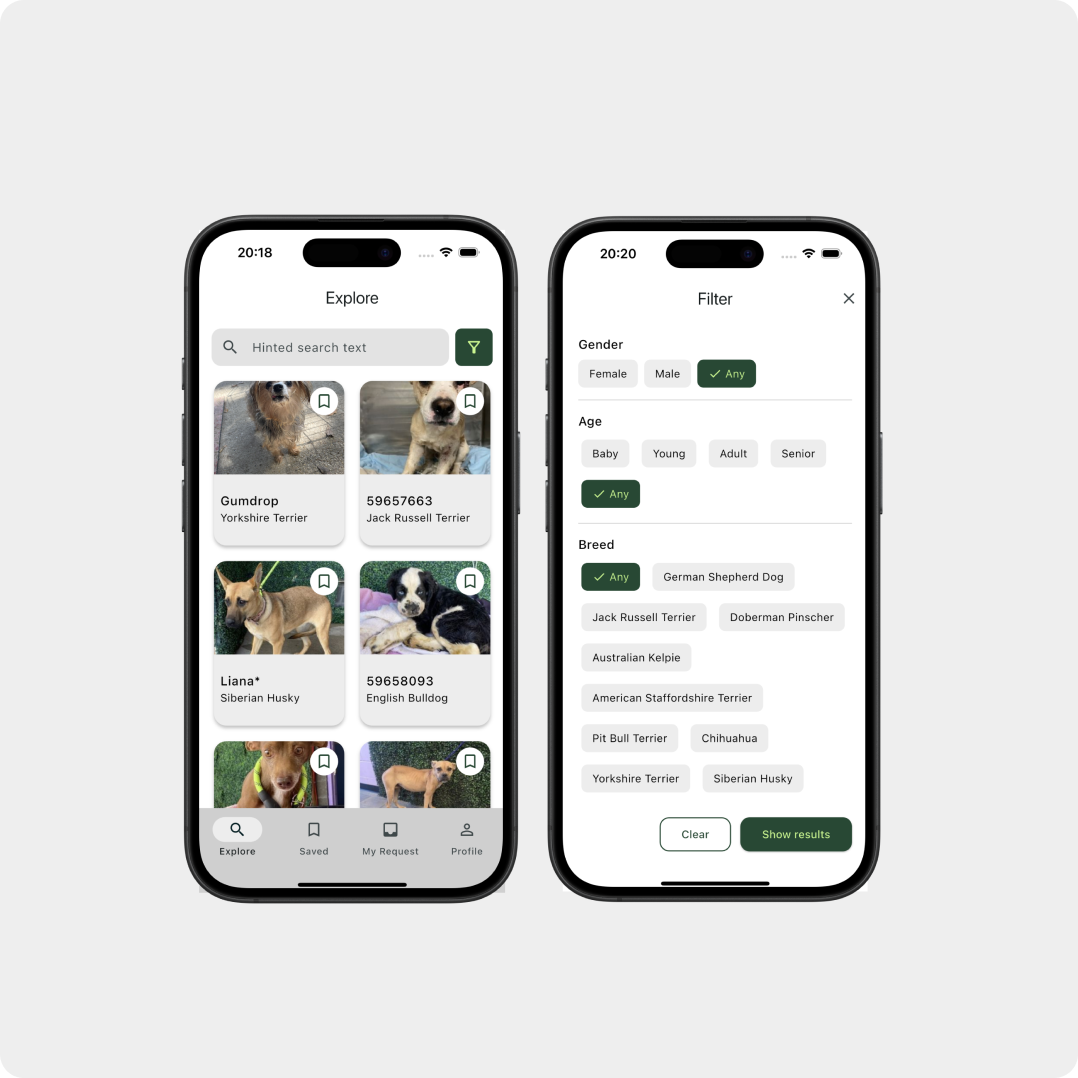 20:18
Explore
Hinted search text
Gumdrop
Yorkshire Terrier
59657663
Jack Russell Terrier
Liana*
Siberian Husky
59658093
English Bulldog
Explore
Saved
My Request
Profile
20:20
Filter
Gender
Female Male Any
Age
Baby Young Adult Senior
Any
Breed
Any German Shepherd Dog
Jack Russell Terrier Doberman Pinscher
Australian Kelpie
American Staffordshire Terrier
Pit Bull Terrier Chihuahua
Yorkshire Terrier Siberian Husky
Clear Show results